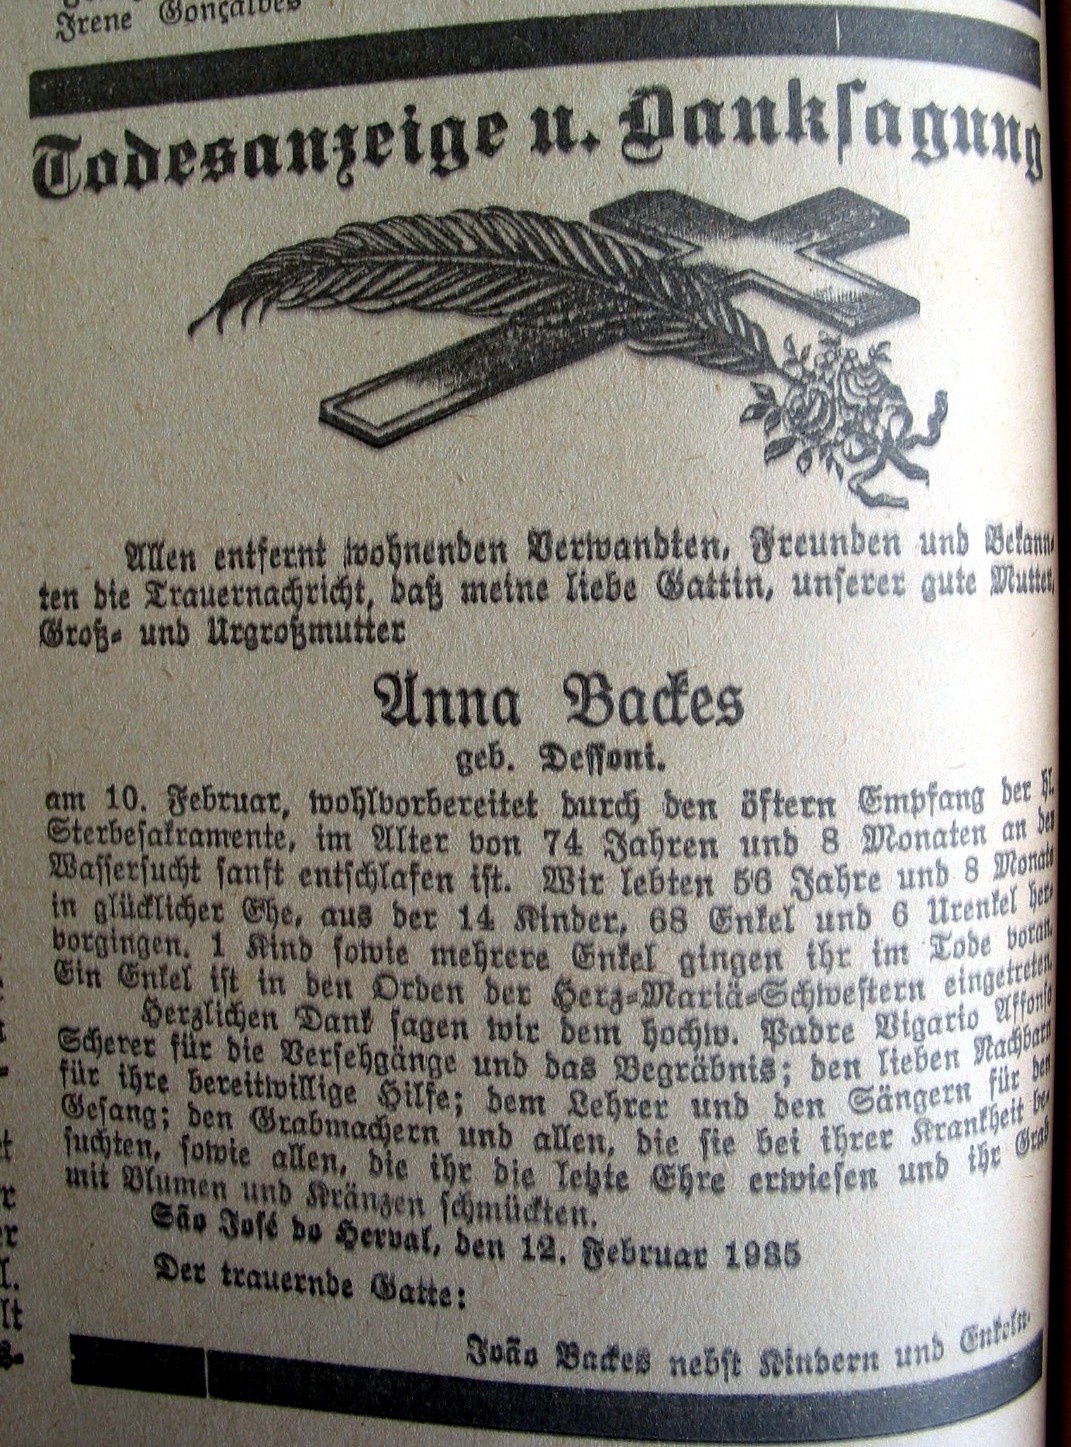 Irene Gonçalves
Todesanzeige u. Danksagung
Allen entfernt wohnenden Verwandten, Freunden und Bekann-
ten die Trauernachricht, daß meine liebe Gattin, unserer gute Mutter,
Groß- und Urgroßmutter
Anna Backes
geb. Dessoni.
am 10. Februar, wohlvorbereitet durch den öftern Empfang der hl.
Sterbesakramente, im Alter von 74 Jahren und 8 Monaten an der
Wassersucht sanft entschlafen ist. Wir lebten 56 Jahre und 8 Monate
in glücklicher Ehe, aus der 14 Kinder, 68 Enkel und 6 Urenkel her-
vorgingen. 1 Kind sowie mehrere Enkel gingen ihr im Tode voran.
Ein Enkel ist in den Orden der Herz-Mariä-Schwestern eingetreten.
Herzlichen Dank sagen wir dem hochw. Padre Vigario Affonso
Scherer für die Versehgänge und das Begräbnis; den lieben Nachbarn
für ihre bereitwillige Hilfe; dem Lehrer und den Sängern für den
Gesang; den Grabmachern und allen, die sie bei ihrer Krankheit be-
suchten, sowie allen, die ihr die letzte Ehre erwiesen und ihr Grab
mit Blumen und Kränzen schmückten.
São José do Herval, den 12. Februar 1935
Der trauernde Gatte:
João Backes nebst Kindern und Enkeln.